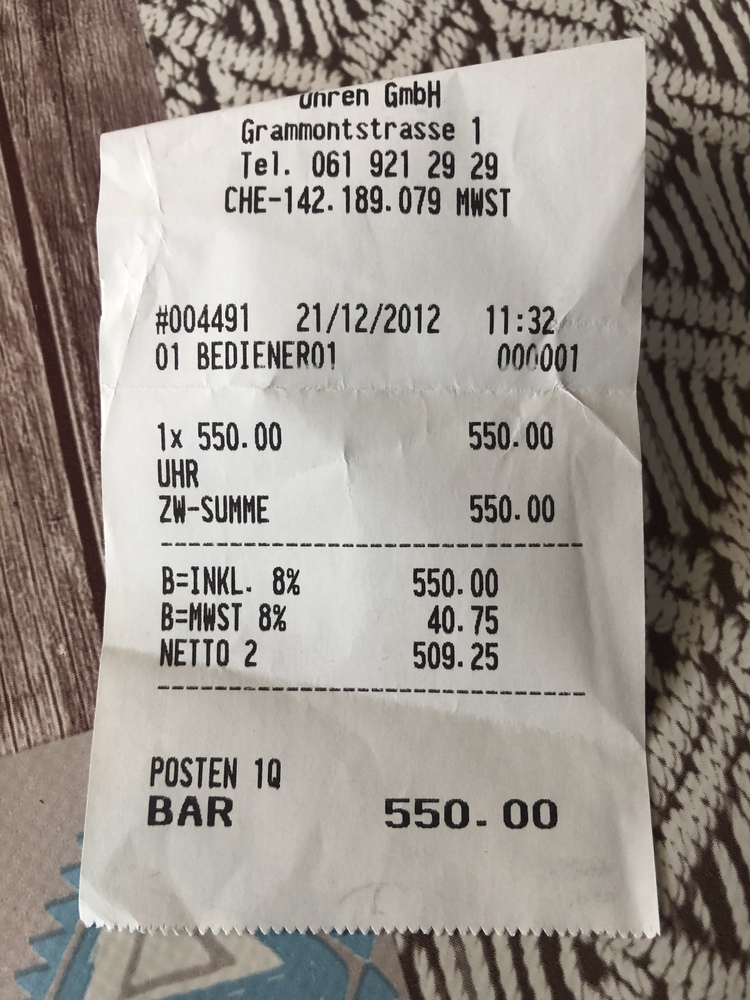 Uhren GmbH
Grammontstrasse 1
Tel. 061 921 29 29
CHE-142.189.079 MWST
#004491 21/12/2012 11:32
01 BEDIENER01 000001
1x 550.00 550.00
UHR
ZW-SUMME 550.00
B=INKL. 8% 550.00
B=MWST 8% 40.75
NETTO 2 509.25
POSTEN 1Q
BAR 550.00